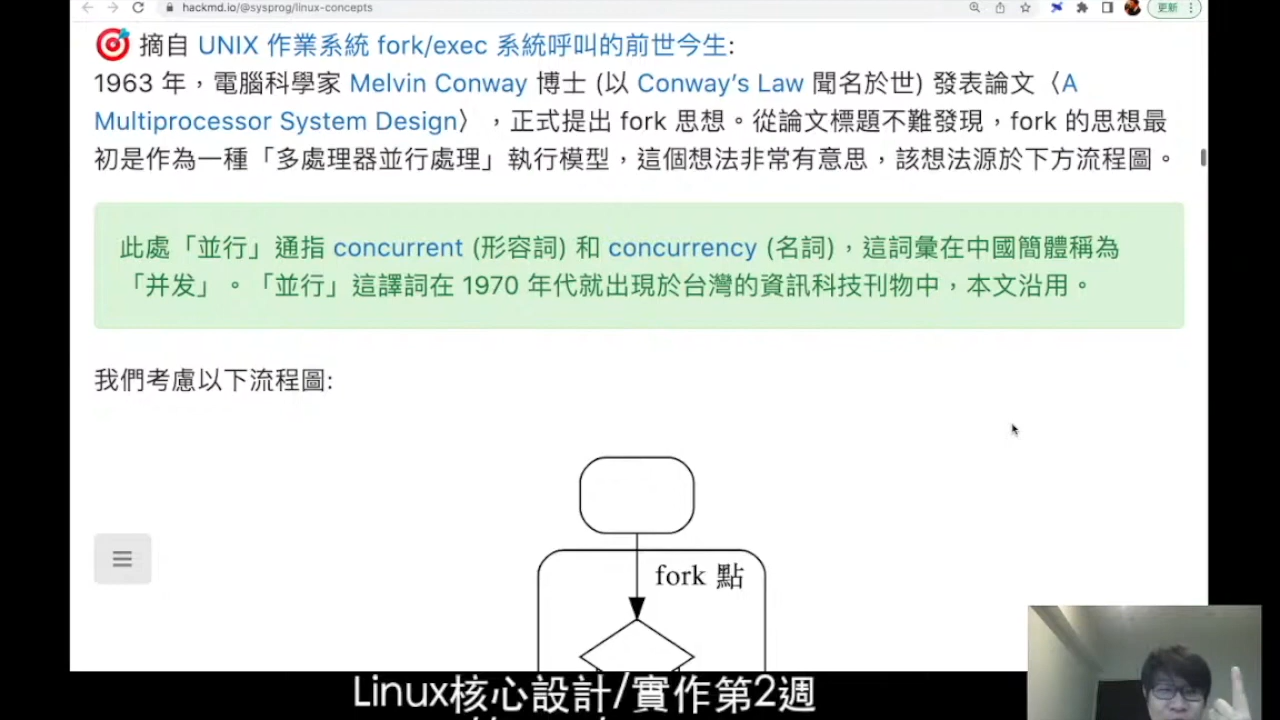 hackmd.io/@sysprog/linux-concepts
更新
摘自 UNIX 作業系統 fork/exec 系統呼叫的前世今生:
1963 年，電腦科學家 Melvin Conway 博士 (以 Conway's Law 聞名於世) 發表論文〈A
Multiprocessor System Design〉，正式提出 fork 思想。從論文標題不難發現，fork 的思想最
初是作為一種「多處理器並行處理」執行模型，這個想法非常有意思，該想法源於下方流程圖。
此處「並行」通指 concurrent (形容詞) 和 concurrency (名詞)，這詞彙在中國簡體稱為
「并发」。「並行」這譯詞在 1970 年代就出現於台灣的資訊科技刊物中，本文沿用。
我們考慮以下流程圖:
fork 點
Linux核心設計/實作第2週